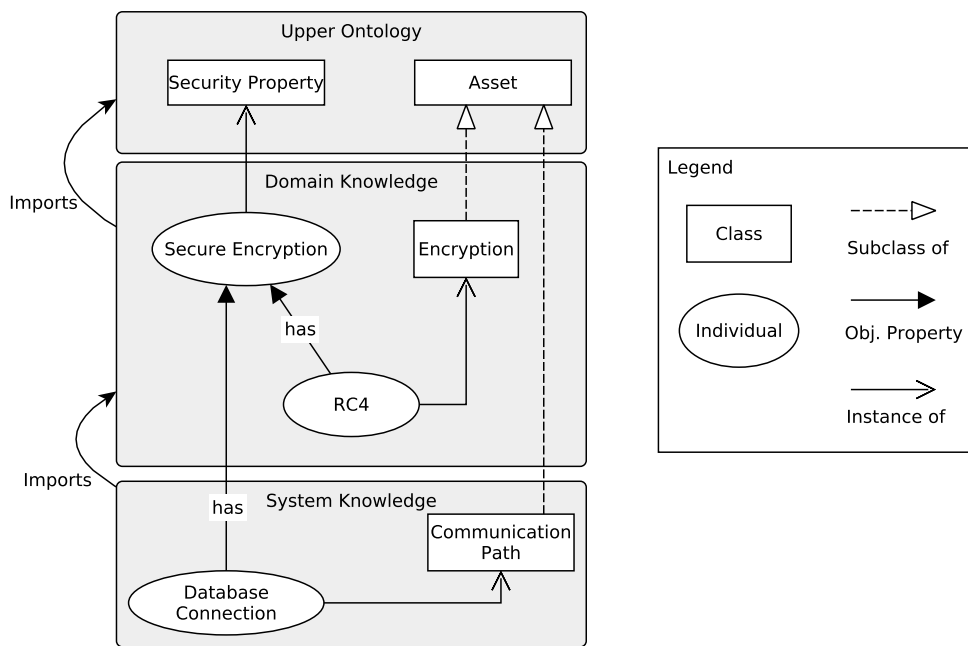 Upper Ontology
Security Property
Asset
Imports
Domain Knowledge
Secure Encryption
Encryption
has
RC4
Imports
System Knowledge
has
Communication
Path
Database
Connection
Legend
Class
Subclass of
Individual
Obj. Property
Instance of